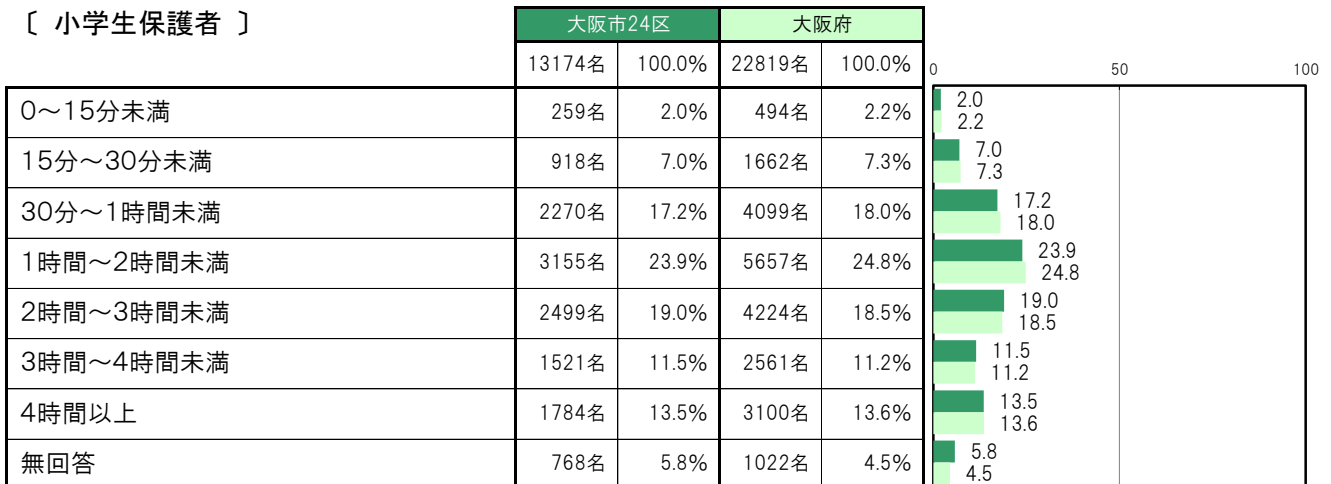 〔 小学生保護者 〕 大阪市24区 大阪府
13174名 100.0% 22819名 100.0% 0 50 100
0～15分未満 259名 2.0% 494名 2.2% 2.0 2.2
15分～30分未満 918名 7.0% 1662名 7.3% 7.0 7.3
30分～1時間未満 2270名 17.2% 4099名 18.0% 17.2 18.0
1時間～2時間未満 3155名 23.9% 5657名 24.8% 23.9 24.8
2時間～3時間未満 2499名 19.0% 4224名 18.5% 19.0 18.5
3時間～4時間未満 1521名 11.5% 2561名 11.2% 11.5 11.2
4時間以上 1784名 13.5% 3100名 13.6% 13.5 13.6
無回答 768名 5.8% 1022名 4.5% 5.8 4.5